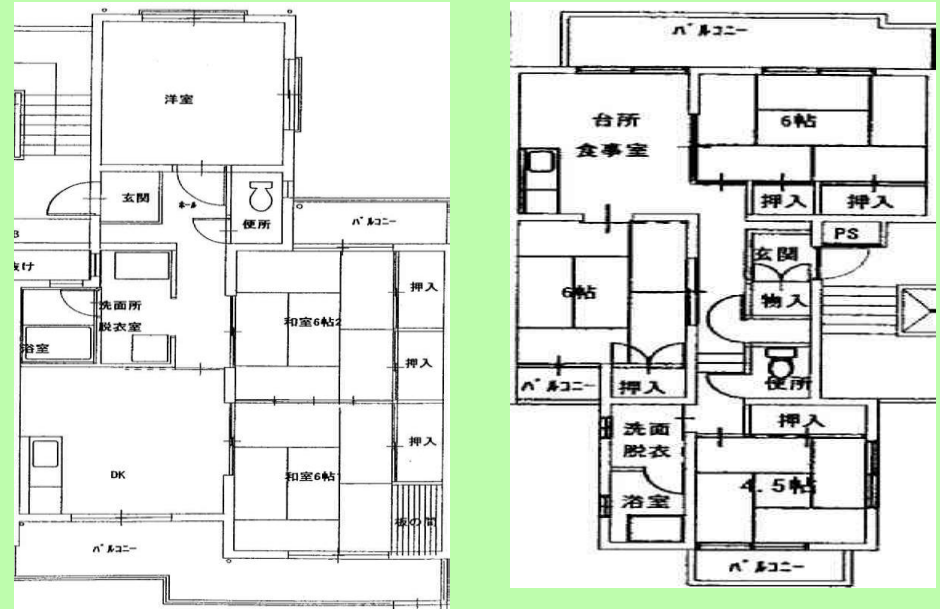 洋室
玄関
ホール
便所
バルコニー
洗面所
脱衣室
浴室
和室6帖2
押入
押入
押入
DK
和室6帖
板の間
バルコニー
バルコニー
台所
食事室
6帖
押入
押入
PS
玄関
物入
6帖
便所
バルコニー
押入
押入
洗面
脱衣
浴室
4.5帖
バルコニー